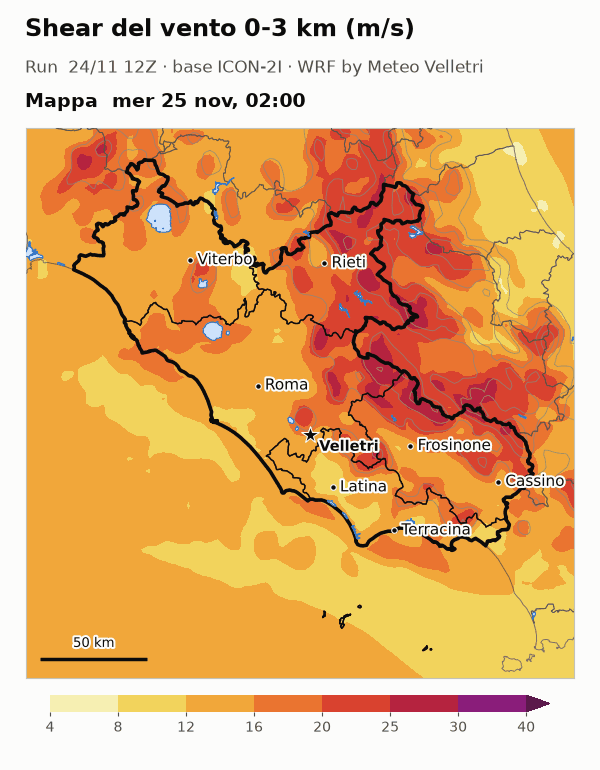 Shear del vento 0-3 km (m/s)
Run  24/11 12Z · base ICON-2I · WRF by Meteo Velletri
Mappa  mer 25 nov, 02:00
Viterbo
Rieti
Roma
Velletri
Frosinone
Latina
Cassino
Terracina
50 km
4 8 12 16 20 25 30 40